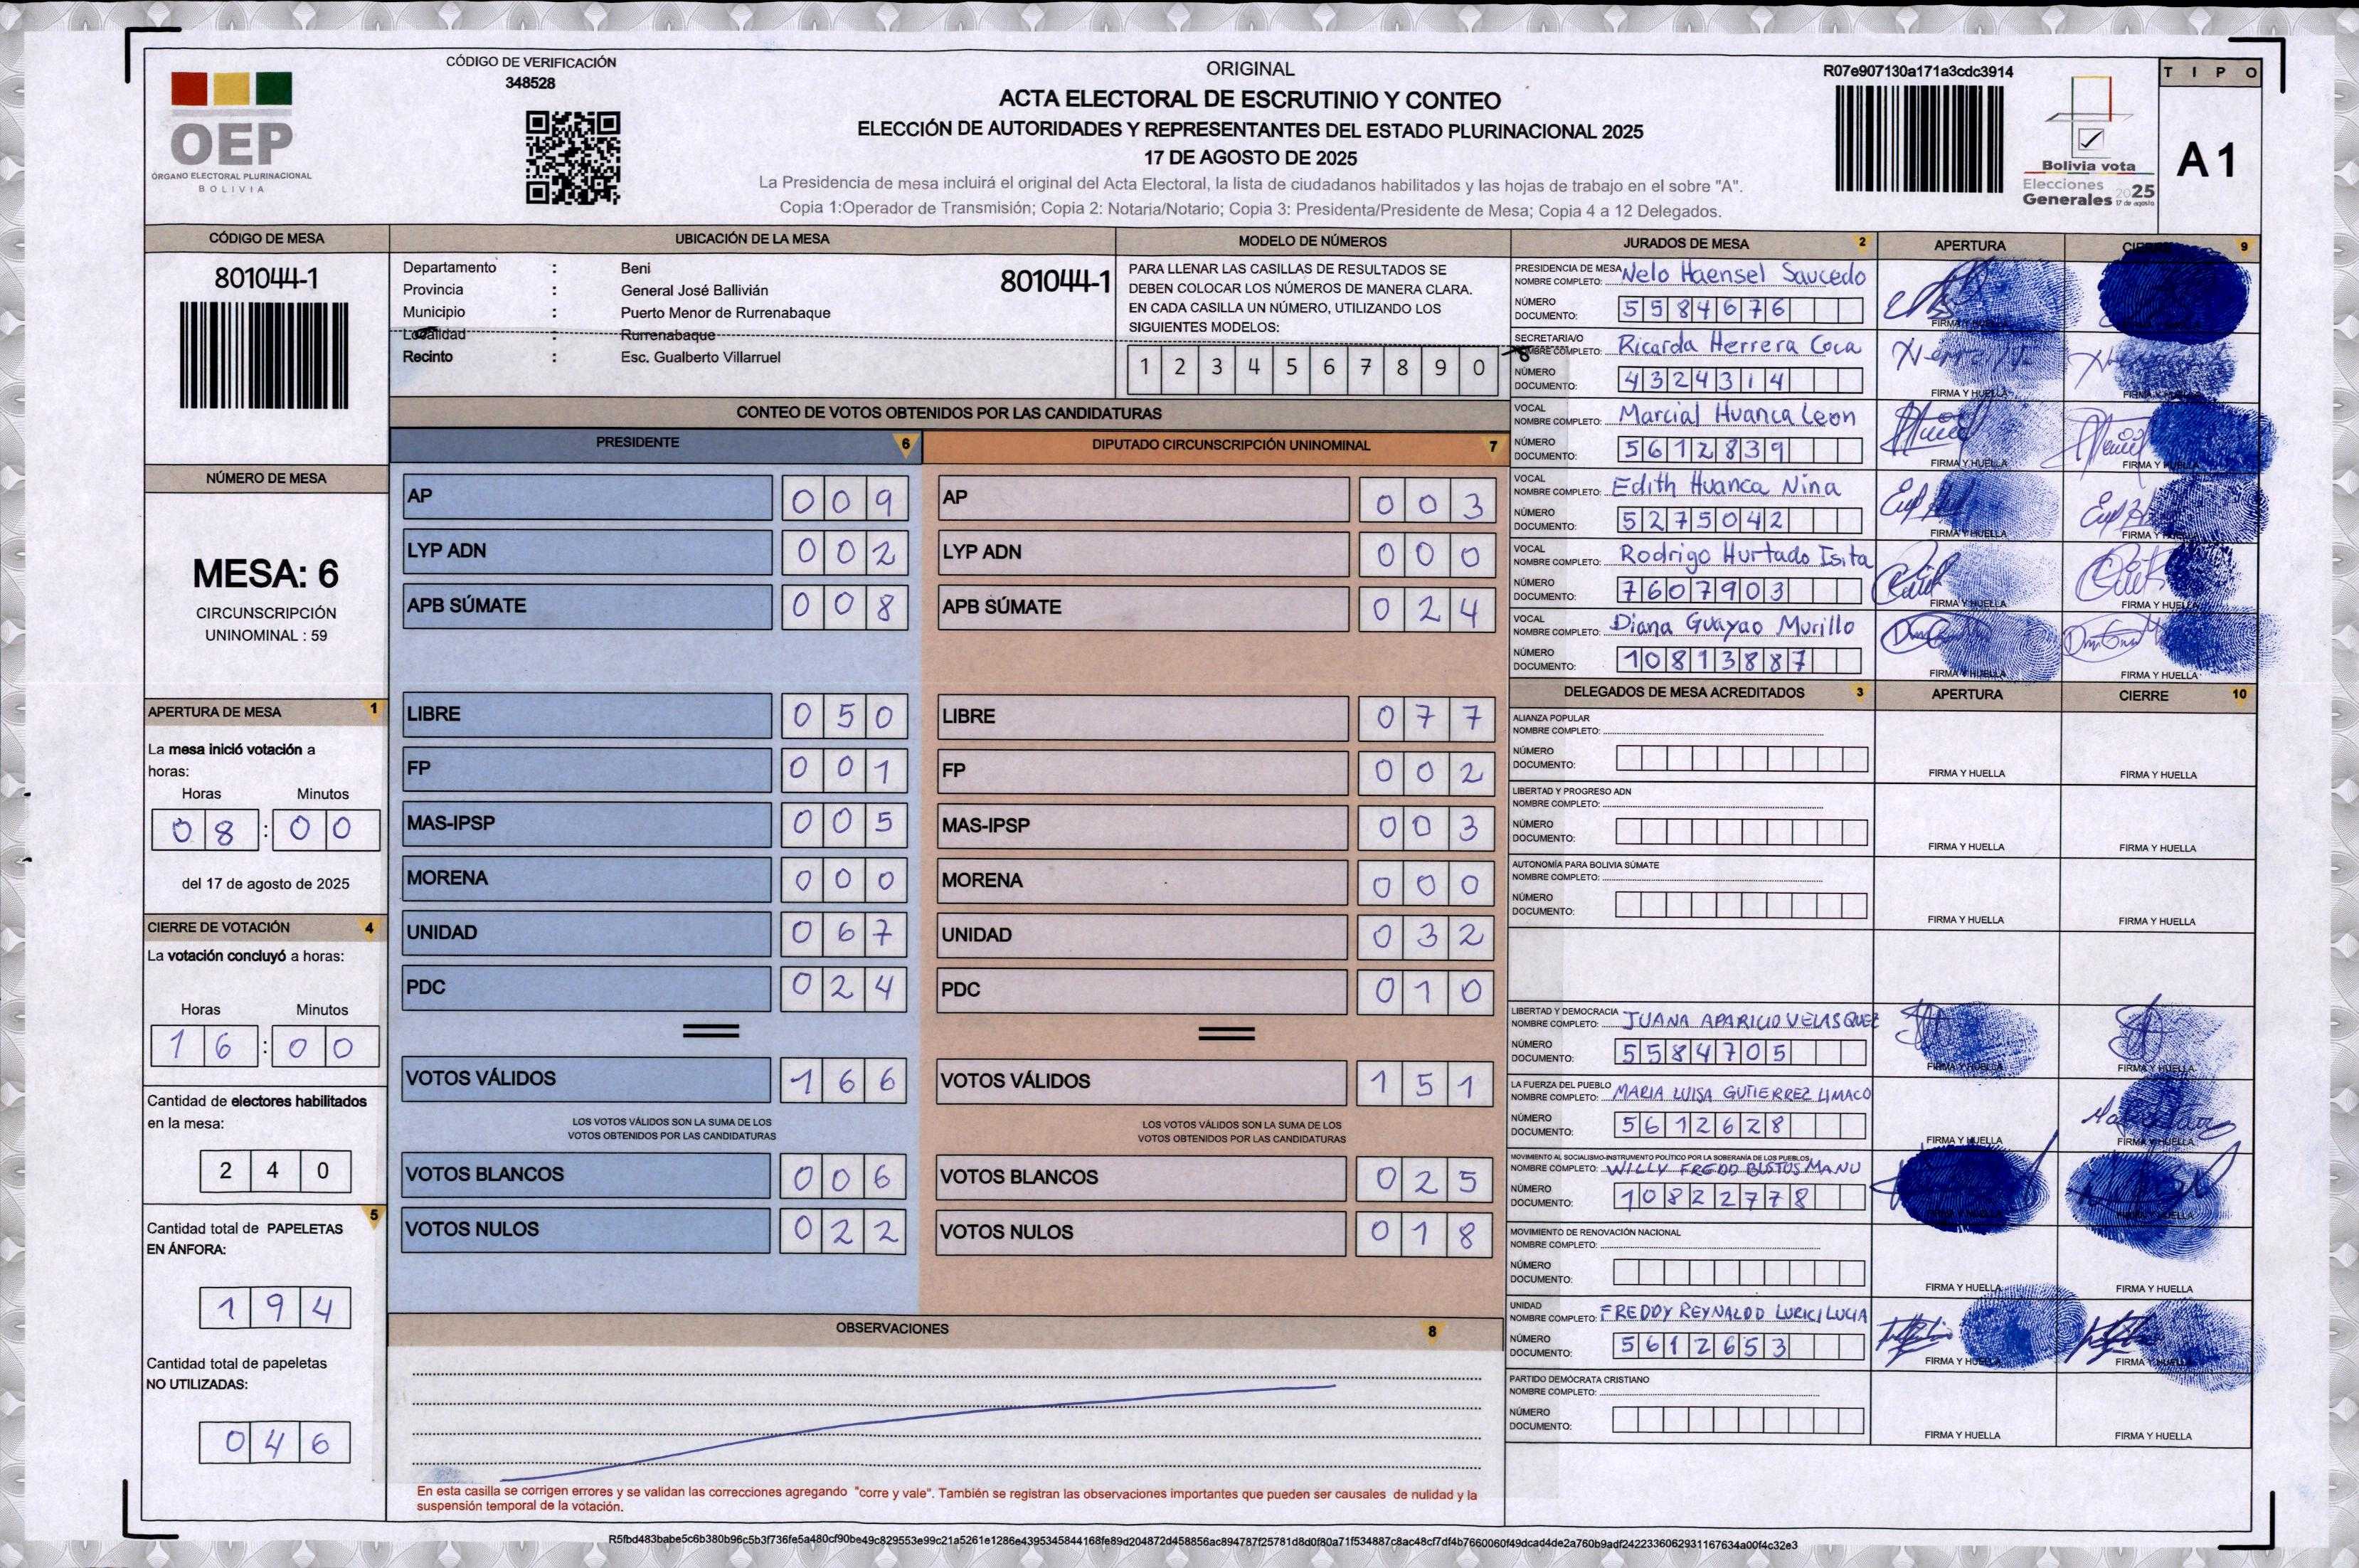 CÓDIGO DE VERIFICACIÓN
348528
OEP
ÓRGANO ELECTORAL PLURINACIONAL
BOLIVIA
ORIGINAL
ACTA ELECTORAL DE ESCRUTINIO Y CONTEO
ELECCIÓN DE AUTORIDADES Y REPRESENTANTES DEL ESTADO PLURINACIONAL 2025
17 DE AGOSTO DE 2025
La Presidencia de mesa incluirá el original del Acta Electoral, la lista de ciudadanos habilitados y las hojas de trabajo en el sobre "A".
Copia 1:Operador de Transmisión; Copia 2: Notaria/Notario; Copia 3: Presidenta/Presidente de Mesa; Copia 4 a 12 Delegados.
R07e907130a171a3cdc3914
Bolivia vota
Elecciones
Generales 2025
17 de agosto
TIPO
A1
CÓDIGO DE MESA
801044-1
NÚMERO DE MESA
MESA: 6
CIRCUNSCRIPCIÓN
UNINOMINAL : 59
APERTURA DE MESA 1
La mesa inició votación a
horas:
Horas Minutos
08 : 00
del 17 de agosto de 2025
CIERRE DE VOTACIÓN 4
La votación concluyó a horas:
Horas Minutos
16 : 00
Cantidad de electores habilitados
en la mesa:
240
5
Cantidad total de PAPELETAS
EN ÁNFORA:
194
Cantidad total de papeletas
NO UTILIZADAS:
046
UBICACIÓN DE LA MESA
Departamento : Beni
801044-1
Provincia : General José Ballivián
Municipio : Puerto Menor de Rurrenabaque
Localidad : Rurrenabaque
Recinto : Esc. Gualberto Villarruel
MODELO DE NÚMEROS
PARA LLENAR LAS CASILLAS DE RESULTADOS SE
DEBEN COLOCAR LOS NÚMEROS DE MANERA CLARA.
EN CADA CASILLA UN NÚMERO, UTILIZANDO LOS
SIGUIENTES MODELOS:
1 2 3 4 5 6 7 8 9 0
CONTEO DE VOTOS OBTENIDOS POR LAS CANDIDATURAS
PRESIDENTE 6
AP 009
LYP ADN 002
APB SÚMATE 008
LIBRE 050
FP 001
MAS-IPSP 005
MORENA 000
UNIDAD 067
PDC 024
VOTOS VÁLIDOS 166
LOS VOTOS VÁLIDOS SON LA SUMA DE LOS
VOTOS OBTENIDOS POR LAS CANDIDATURAS
VOTOS BLANCOS 006
VOTOS NULOS 022
DIPUTADO CIRCUNSCRIPCIÓN UNINOMINAL 7
AP 003
LYP ADN 000
APB SÚMATE 024
LIBRE 077
FP 002
MAS-IPSP 003
MORENA 000
UNIDAD 032
PDC 010
VOTOS VÁLIDOS 151
LOS VOTOS VÁLIDOS SON LA SUMA DE LOS
VOTOS OBTENIDOS POR LAS CANDIDATURAS
VOTOS BLANCOS 025
VOTOS NULOS 018
OBSERVACIONES 8
En esta casilla se corrigen errores y se validan las correcciones agregando "corre y vale". También se registran las observaciones importantes que pueden ser causales de nulidad y la
suspensión temporal de la votación.
JURADOS DE MESA 2 APERTURA CIERRE 9
PRESIDENCIA DE MESA
NOMBRE COMPLETO: Nelo Haensel Saucedo
NÚMERO
DOCUMENTO: 5584676
FIRMA Y HUELLA
SECRETARIA/O
NOMBRE COMPLETO: Ricarda Herrera Coca
NÚMERO
DOCUMENTO: 4324314
FIRMA Y HUELLA FIRMA Y HUELLA
VOCAL
NOMBRE COMPLETO: Marcial Huanca Leon
NÚMERO
DOCUMENTO: 5612839
FIRMA Y HUELLA FIRMA Y HUELLA
VOCAL
NOMBRE COMPLETO: Edith Huanca Nina
NÚMERO
DOCUMENTO: 5275042
FIRMA Y HUELLA FIRMA Y HUELLA
VOCAL
NOMBRE COMPLETO: Rodrigo Hurtado Isita
NÚMERO
DOCUMENTO: 7607903
FIRMA Y HUELLA FIRMA Y HUELLA
VOCAL
NOMBRE COMPLETO: Diana Guayao Murillo
NÚMERO
DOCUMENTO: 10813887
FIRMA Y HUELLA FIRMA Y HUELLA
DELEGADOS DE MESA ACREDITADOS 3 APERTURA CIERRE 10
ALIANZA POPULAR
NOMBRE COMPLETO:
NÚMERO
DOCUMENTO:
FIRMA Y HUELLA FIRMA Y HUELLA
LIBERTAD Y PROGRESO ADN
NOMBRE COMPLETO:
NÚMERO
DOCUMENTO:
FIRMA Y HUELLA FIRMA Y HUELLA
AUTONOMÍA PARA BOLIVIA SÚMATE
NOMBRE COMPLETO:
NÚMERO
DOCUMENTO:
FIRMA Y HUELLA FIRMA Y HUELLA
LIBERTAD Y DEMOCRACIA
NOMBRE COMPLETO: JUANA APARICIO VELASQUEZ
NÚMERO
DOCUMENTO: 5584705
FIRMA Y HUELLA FIRMA Y HUELLA
LA FUERZA DEL PUEBLO
NOMBRE COMPLETO: MARIA LUISA GUTIERREZ LIMACO
NÚMERO
DOCUMENTO: 5612628
FIRMA Y HUELLA FIRMA Y HUELLA
MOVIMIENTO AL SOCIALISMO-INSTRUMENTO POLÍTICO POR LA SOBERANÍA DE LOS PUEBLOS
NOMBRE COMPLETO: WILLY FREDD BUSTOS MANU
NÚMERO
DOCUMENTO: 10822778
MOVIMIENTO DE RENOVACIÓN NACIONAL
NOMBRE COMPLETO:
NÚMERO
DOCUMENTO:
FIRMA Y HUELLA FIRMA Y HUELLA
UNIDAD
NOMBRE COMPLETO: FREDDY REYNALDO LURICI LUCIA
NÚMERO
DOCUMENTO: 5612653
FIRMA Y HUELLA FIRMA Y HUELLA
PARTIDO DEMÓCRATA CRISTIANO
NOMBRE COMPLETO:
NÚMERO
DOCUMENTO:
FIRMA Y HUELLA FIRMA Y HUELLA